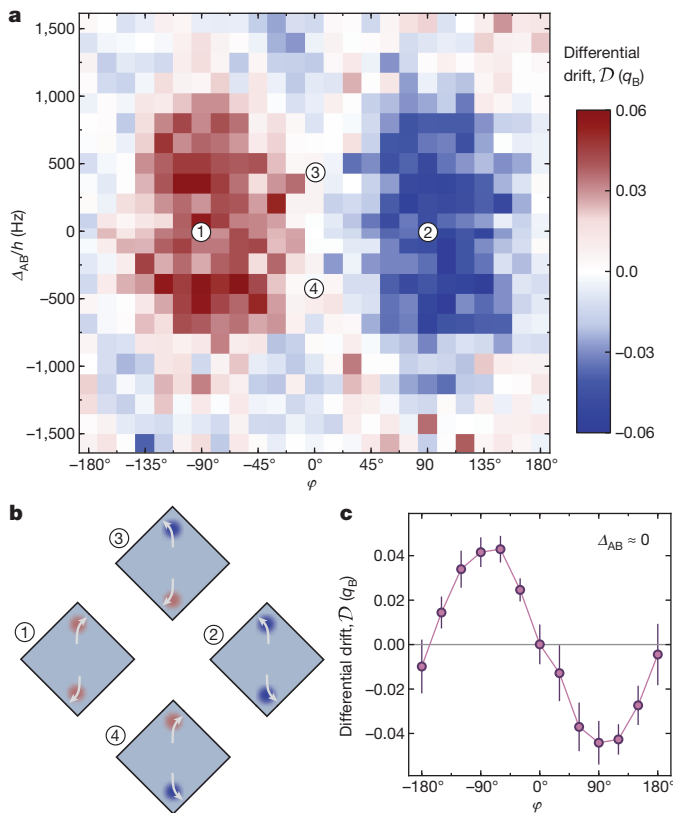 a
1,500
1,000
500
0
−500
−1,000
−1,500
Δ_AB/h (Hz)
−180° −135° −90° −45° 0° 45° 90° 135° 180°
φ
1
2
3
4
Differential
drift, 𝒟 (q_B)
0.06
0.03
0.0
−0.03
−0.06
b
3
1
2
4
c
Δ_AB ≈ 0
0.04
0.02
0.00
−0.02
−0.04
Differential drift, 𝒟 (q_B)
−180° −90° 0° 90° 180°
φ